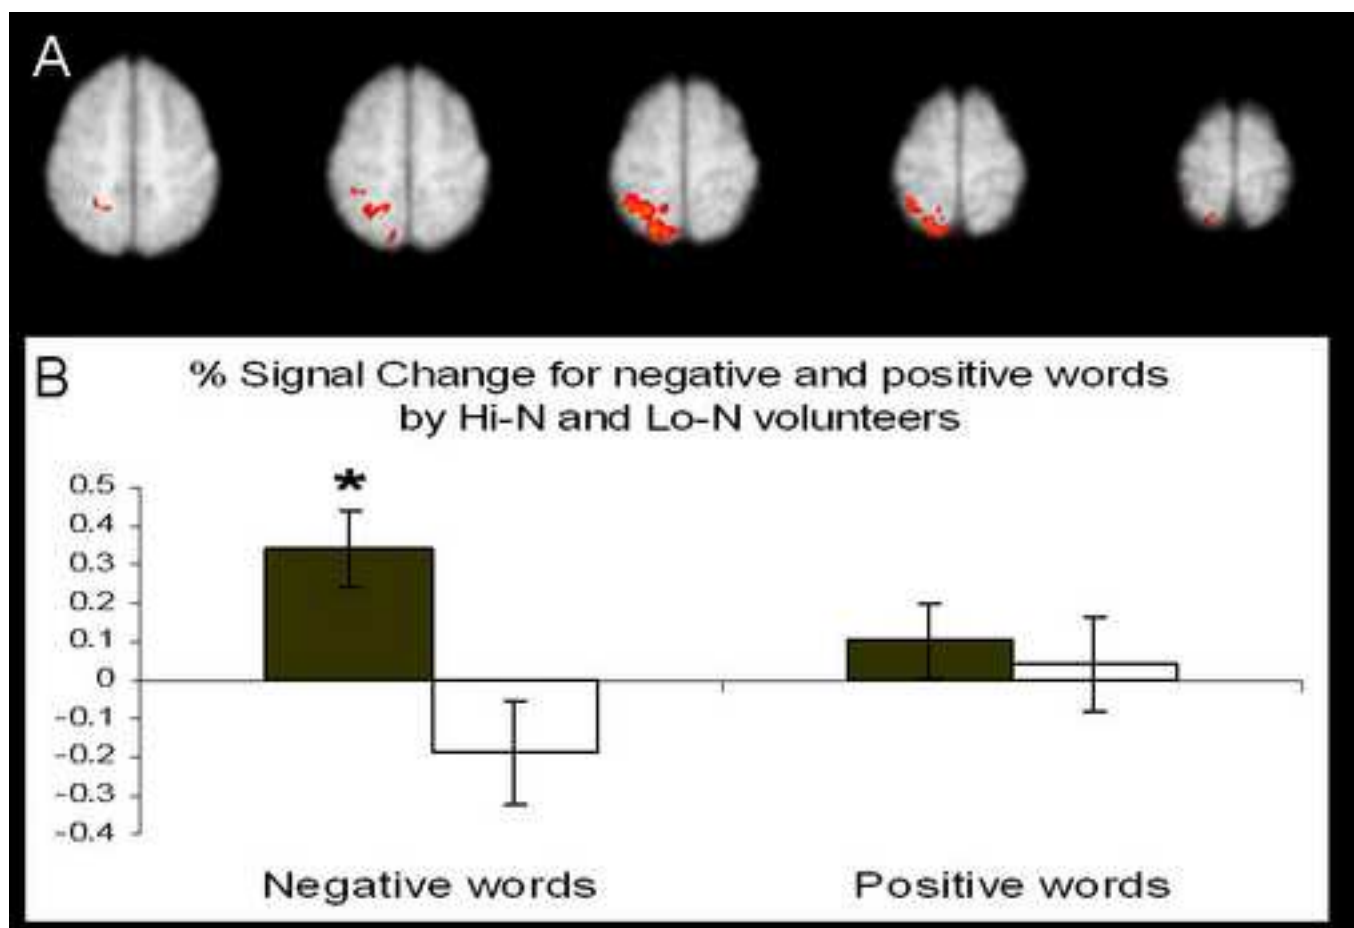 A
B
% Signal Change for negative and positive words
by Hi-N and Lo-N volunteers
*
0.5
0.4
0.3
0.2
0.1
0
-0.1
-0.2
-0.3
-0.4
Negative words Positive words